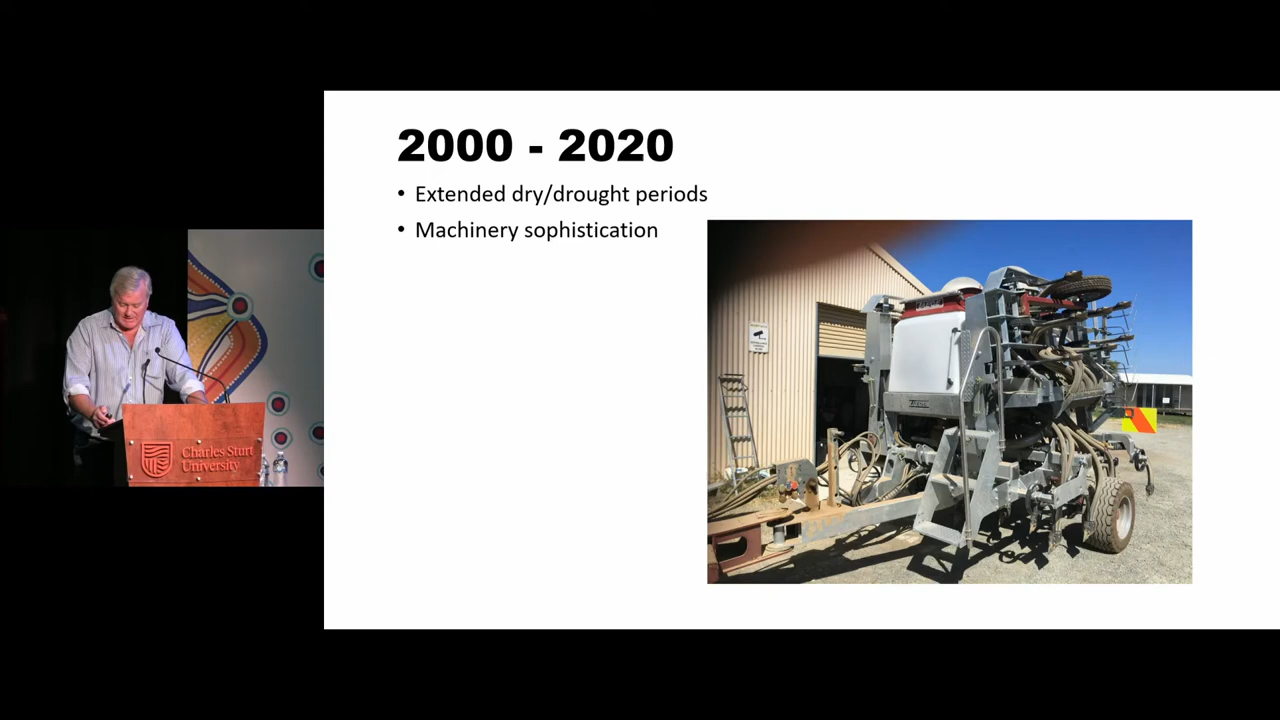 2000 - 2020
• Extended dry/drought periods
• Machinery sophistication
Charles Sturt
University